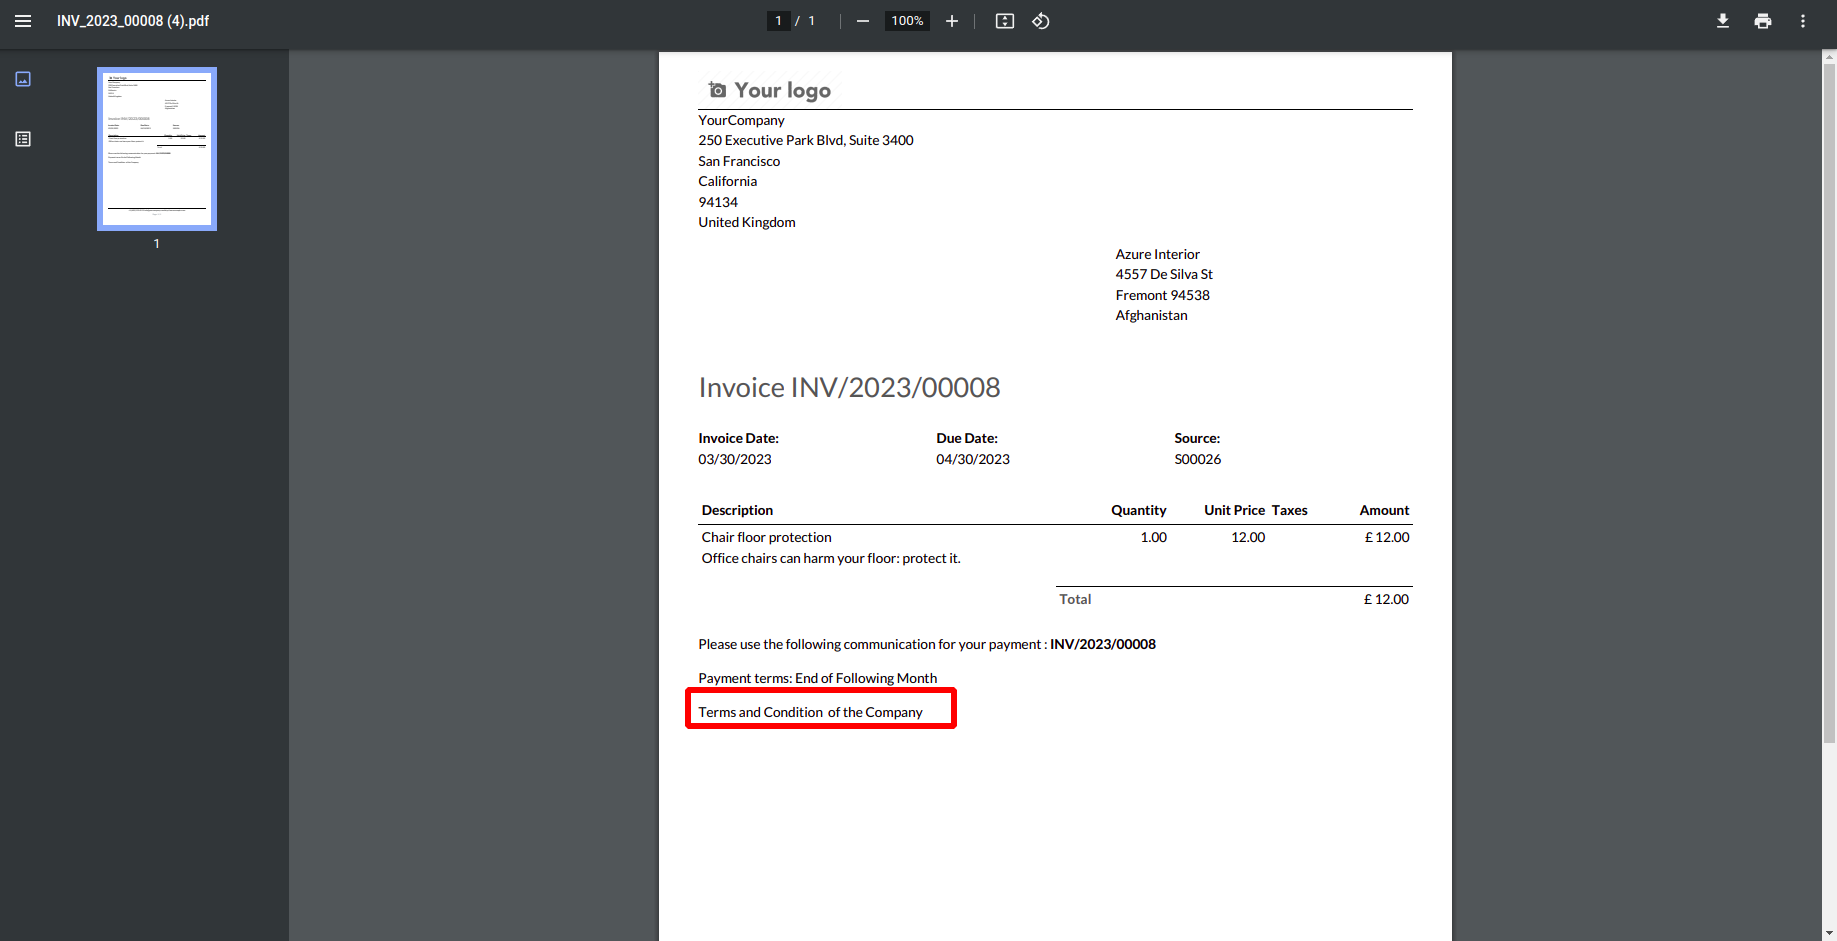 INV_2023_00008 (4).pdf
1 / 1
100%
1
Your logo
YourCompany
250 Executive Park Blvd, Suite 3400
San Francisco
California
94134
United Kingdom
Azure Interior
4557 De Silva St
Fremont 94538
Afghanistan
Invoice INV/2023/00008
Invoice Date: Due Date: Source:
03/30/2023 04/30/2023 S00026
Description Quantity Unit Price Taxes Amount
Chair floor protection 1.00 12.00 £ 12.00
Office chairs can harm your floor: protect it.
Total £ 12.00
Please use the following communication for your payment : INV/2023/00008
Payment terms: End of Following Month
Terms and Condition of the Company